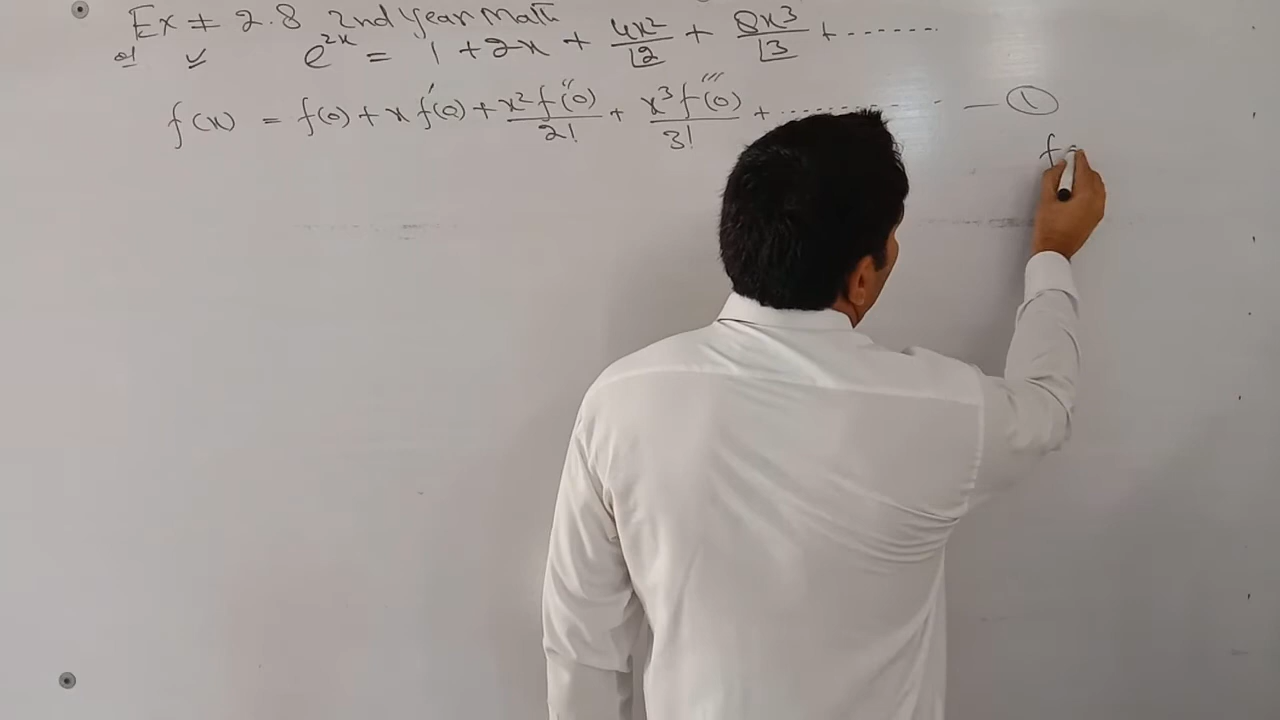 Ex # 2.8 2nd Year Math
Q1 ✓ e^{2x} = 1 + 2x + 4x²/⌊2 + 8x³/⌊3 + -------
f(x) = f(0) + x f'(0) + x² f''(0)/2! + x³ f'''(0)/3! + ........... — ①
f